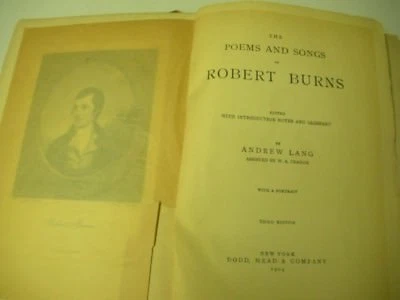 THE
POEMS AND SONGS
OF
ROBERT BURNS
EDITED
WITH INTRODUCTION NOTES AND GLOSSARY
BY
ANDREW LANG
ASSISTED BY W. A. CRAIGIE
WITH A PORTRAIT
THIRD EDITION
NEW YORK
DODD, MEAD & COMPANY